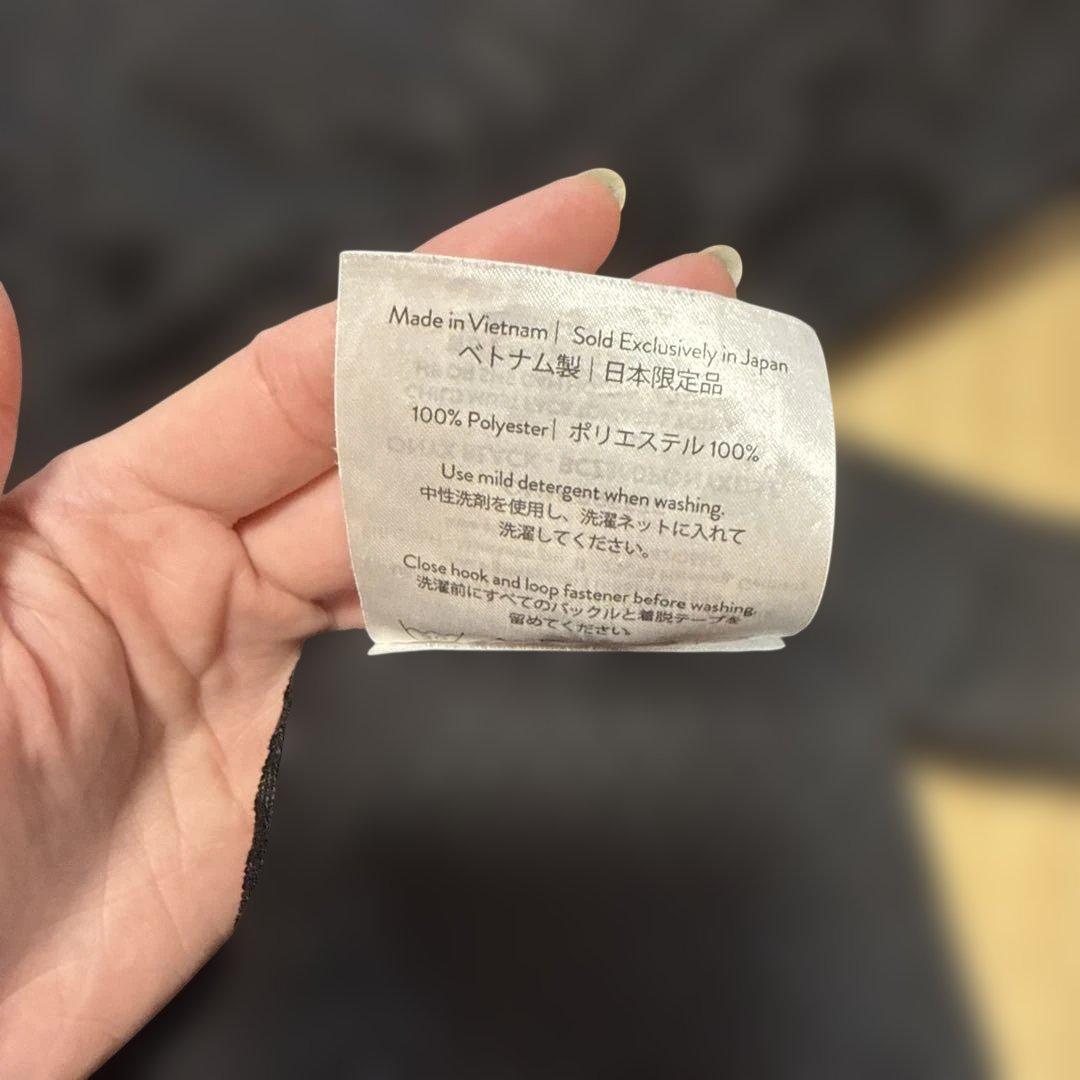 Made in Vietnam | Sold Exclusively in Japan
ベトナム製 | 日本限定品
100% Polyester | ポリエステル 100%
Use mild detergent when washing.
中性洗剤を使用し、洗濯ネットに入れて
洗濯してください。
Close hook and loop fastener before washing.
洗濯前にすべてのバックルと着脱テープを
留めてください